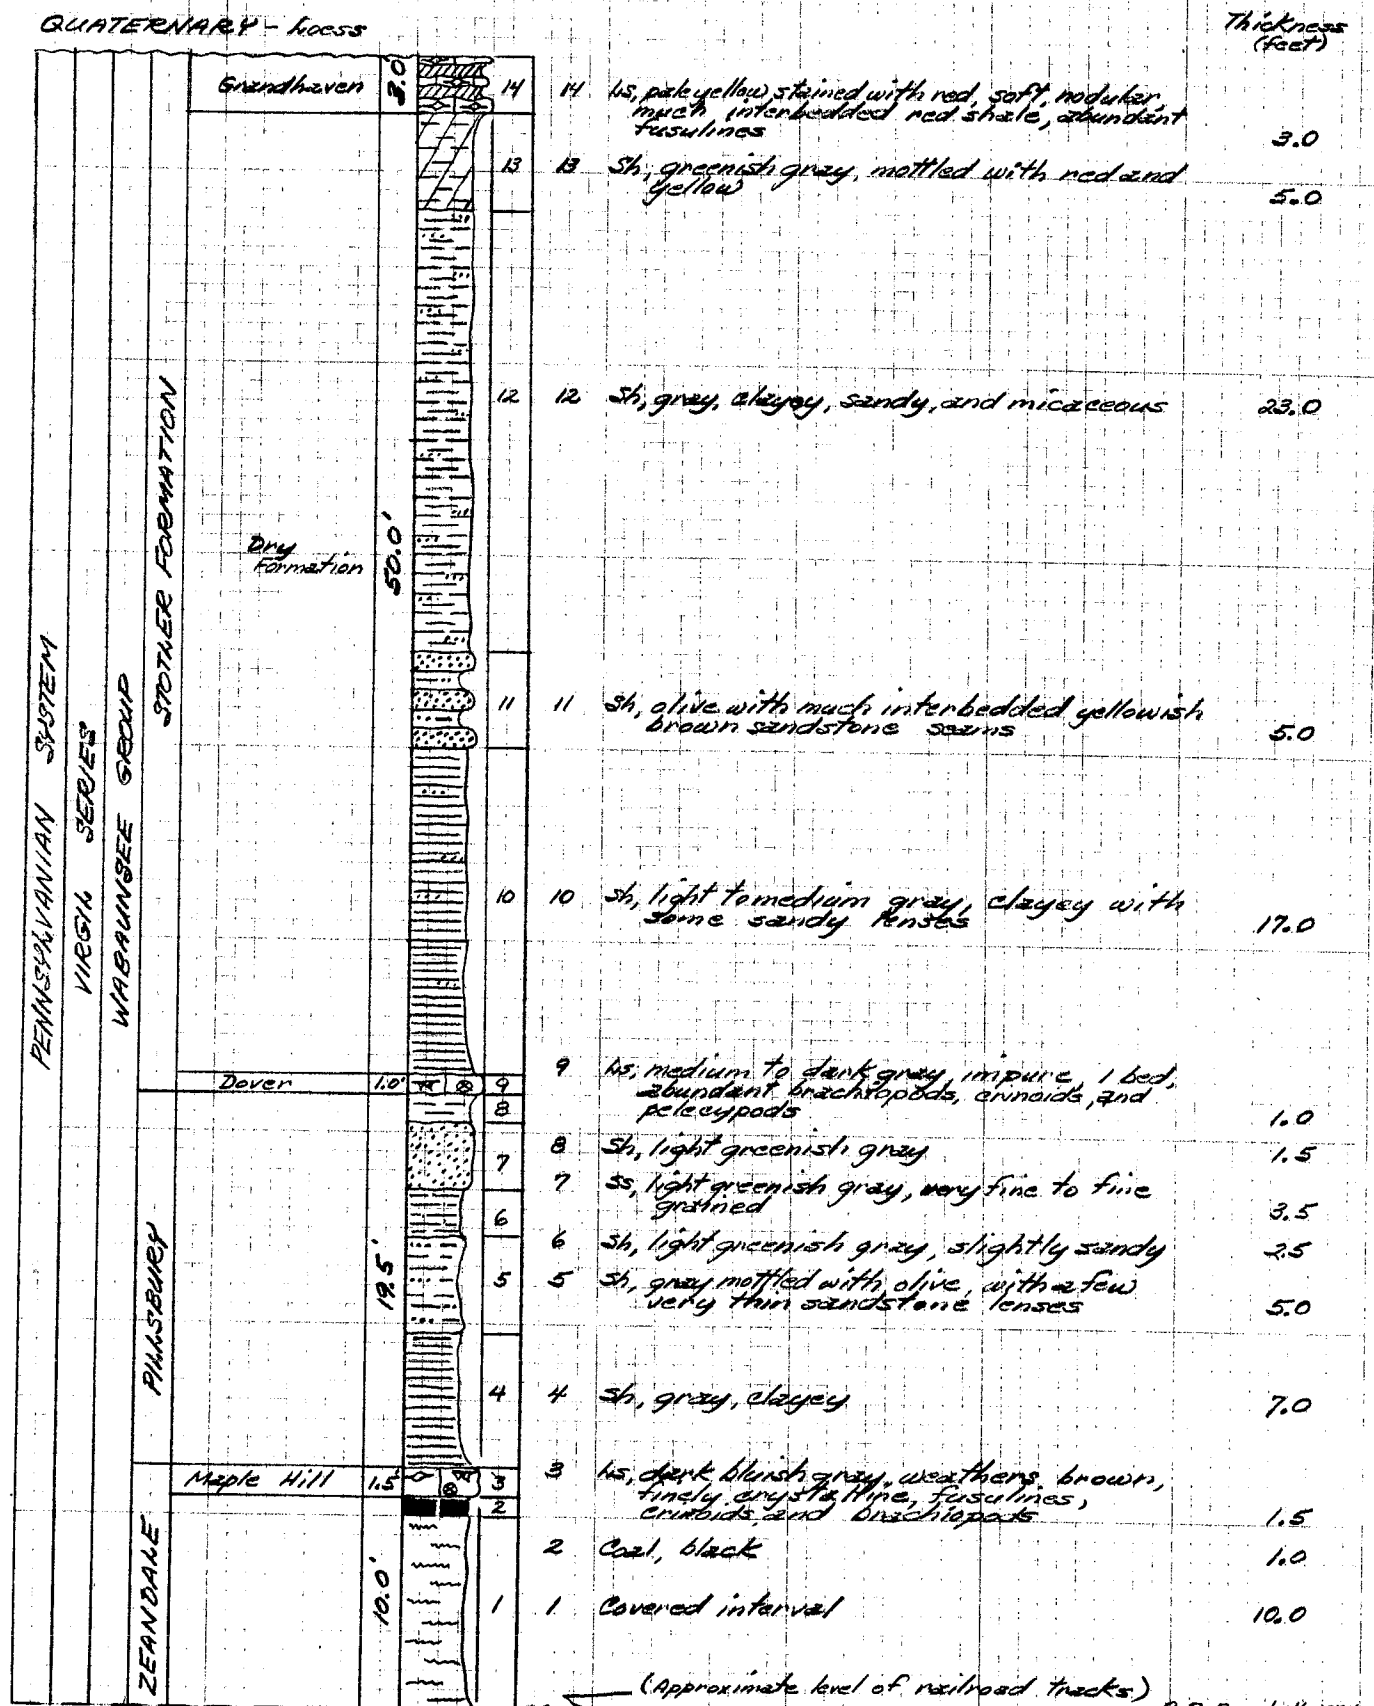 QUATERNARY - Loess
Thickness
(feet)
PENNSYLVANIAN SYSTEM
VIRGIL SERIES
WABAUNSEE GROUP
STOTLER FORMATION
PILLSBURY
ZEANDALE
Grandhaven
3.0'
14
14 Ls, pale yellow stained with red, soft, nodular,
much interbedded red shale, abundant
fusulines
3.0
13
13 Sh, greenish gray, mottled with red and
yellow
5.0
12
12 Sh, gray, clayey, sandy, and micaceous 23.0
Dry
Formation
50.0'
11
11 Sh, olive with much interbedded yellowish
brown sandstone seams
5.0
10
10 Sh, light to medium gray, clayey with
some sandy lenses
17.0
Dover
1.0'
9
9 Ls, medium to dark gray, impure, 1 bed,
abundant brachiopods, crinoids, and
pelecypods
1.0
8
8 Sh, light greenish gray 1.5
7
7 Ss, light greenish gray, very fine to fine
grained
3.5
6
6 Sh, light greenish gray, slightly sandy 2.5
19.5'
5
5 Sh, gray mottled with olive, with a few
very thin sandstone lenses
5.0
4
4 Sh, gray, clayey 7.0
Maple Hill
1.5'
3
3 Ls, dark bluish gray, weathers brown,
finely crystalline, fusulines,
crinoids, and brachiopods
1.5
2
2 Coal, black 1.0
10.0'
1
1 Covered interval 10.0
(Approximate level of railroad tracks)